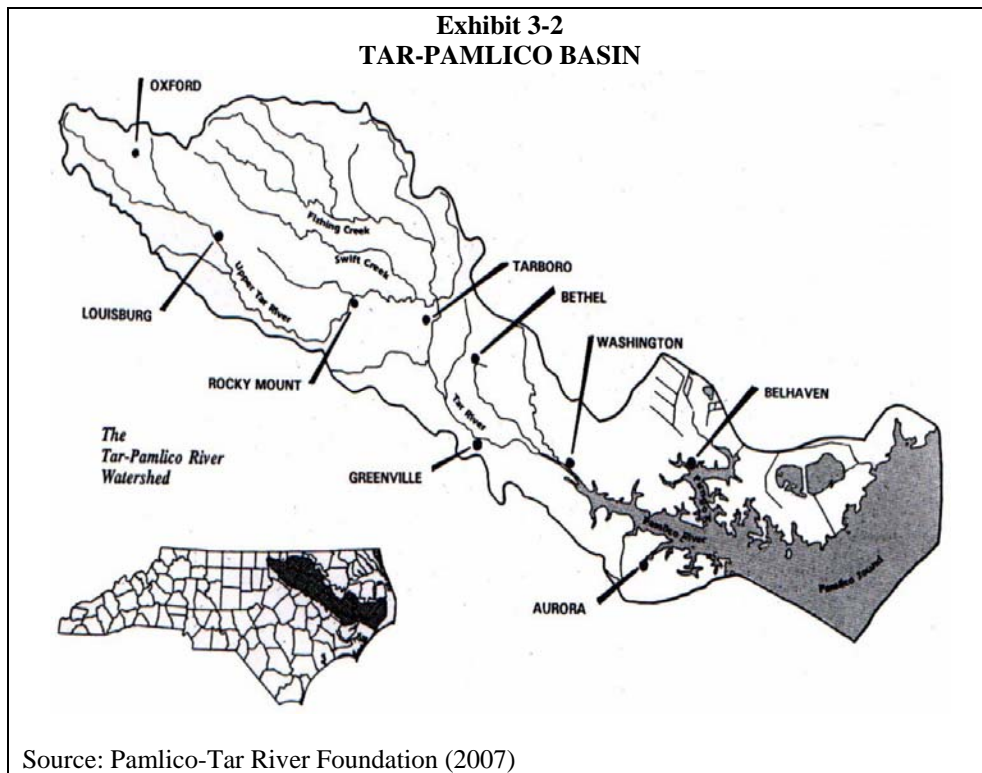 Exhibit 3-2
TAR-PAMLICO BASIN
OXFORD
Fishing Creek
Swift Creek
TARBORO
Upper Tar River
BETHEL
LOUISBURG
WASHINGTON
ROCKY MOUNT
BELHAVEN
Tar River
The
Tar-Pamlico River
Watershed
GREENVILLE
Pamlico River
Pamlico Sound
AURORA
Source: Pamlico-Tar River Foundation (2007)